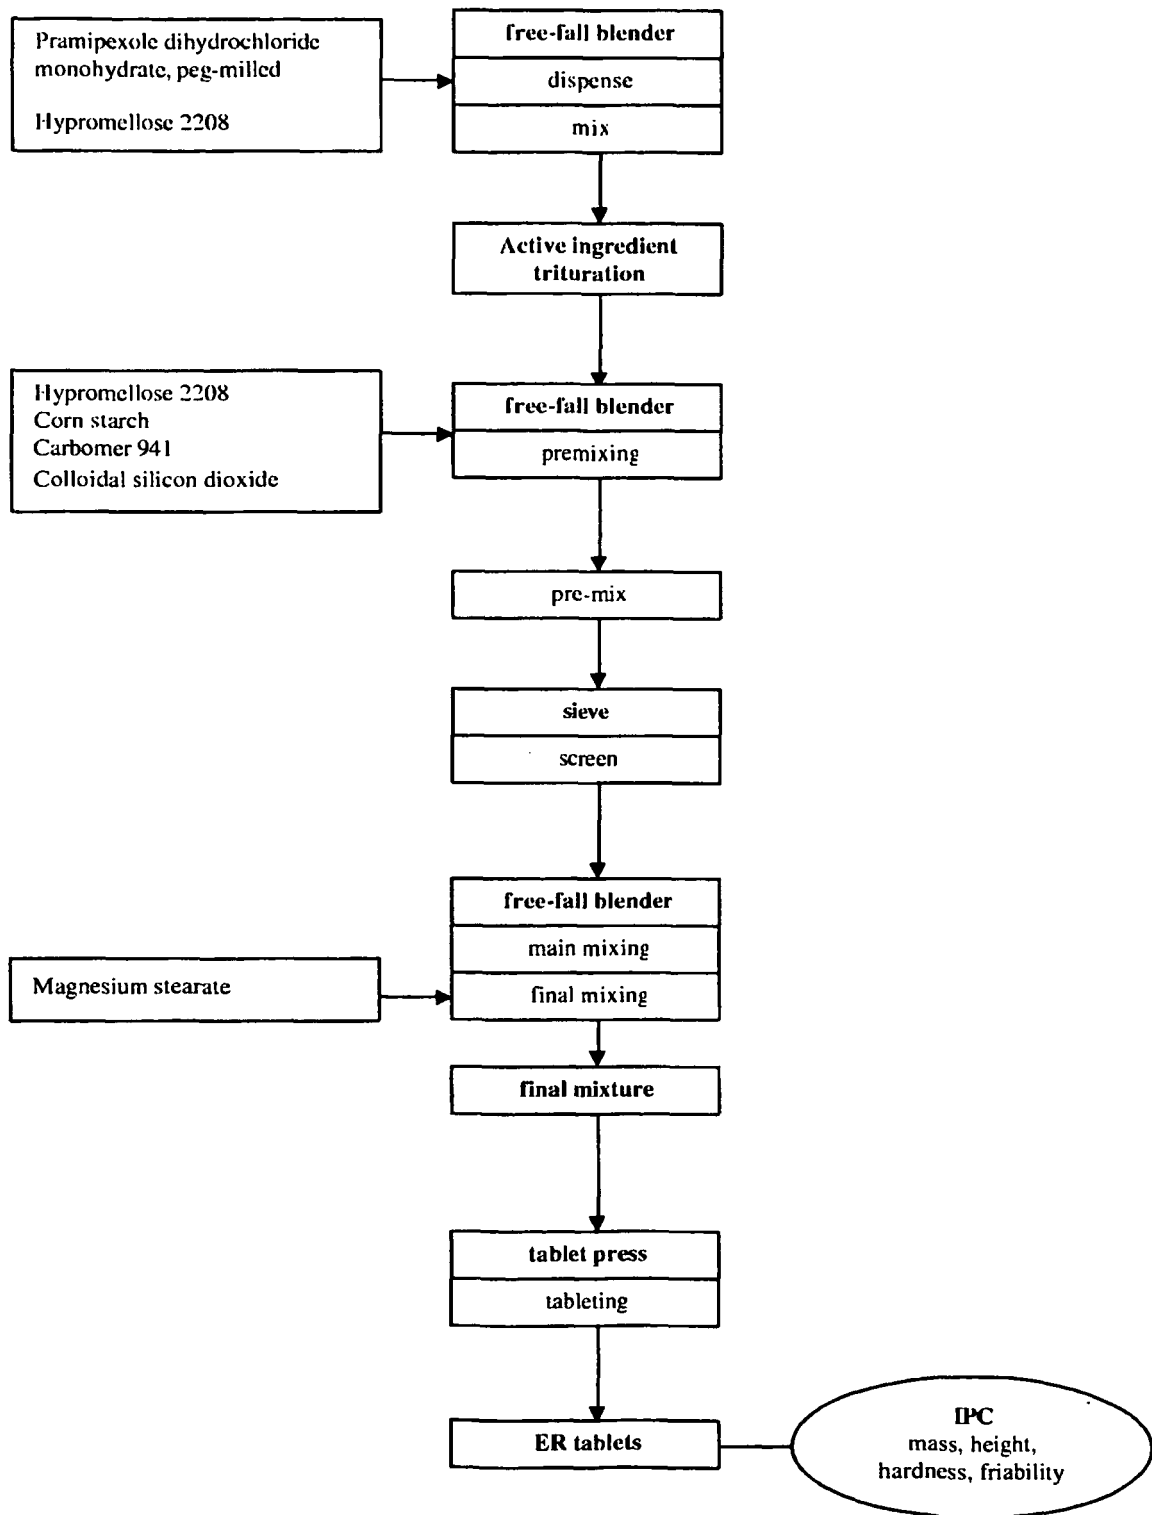 Pramipexole dihydrochloride
monohydrate, peg-milled
Hypromellose 2208
free-fall blender
dispense
mix
Active ingredient
trituration
Hypromellose 2208
Corn starch
Carbomer 941
Colloidal silicon dioxide
free-fall blender
premixing
pre-mix
sieve
screen
free-fall blender
main mixing
Magnesium stearate
final mixing
final mixture
tablet press
tableting
ER tablets
IPC
mass, height,
hardness, friability